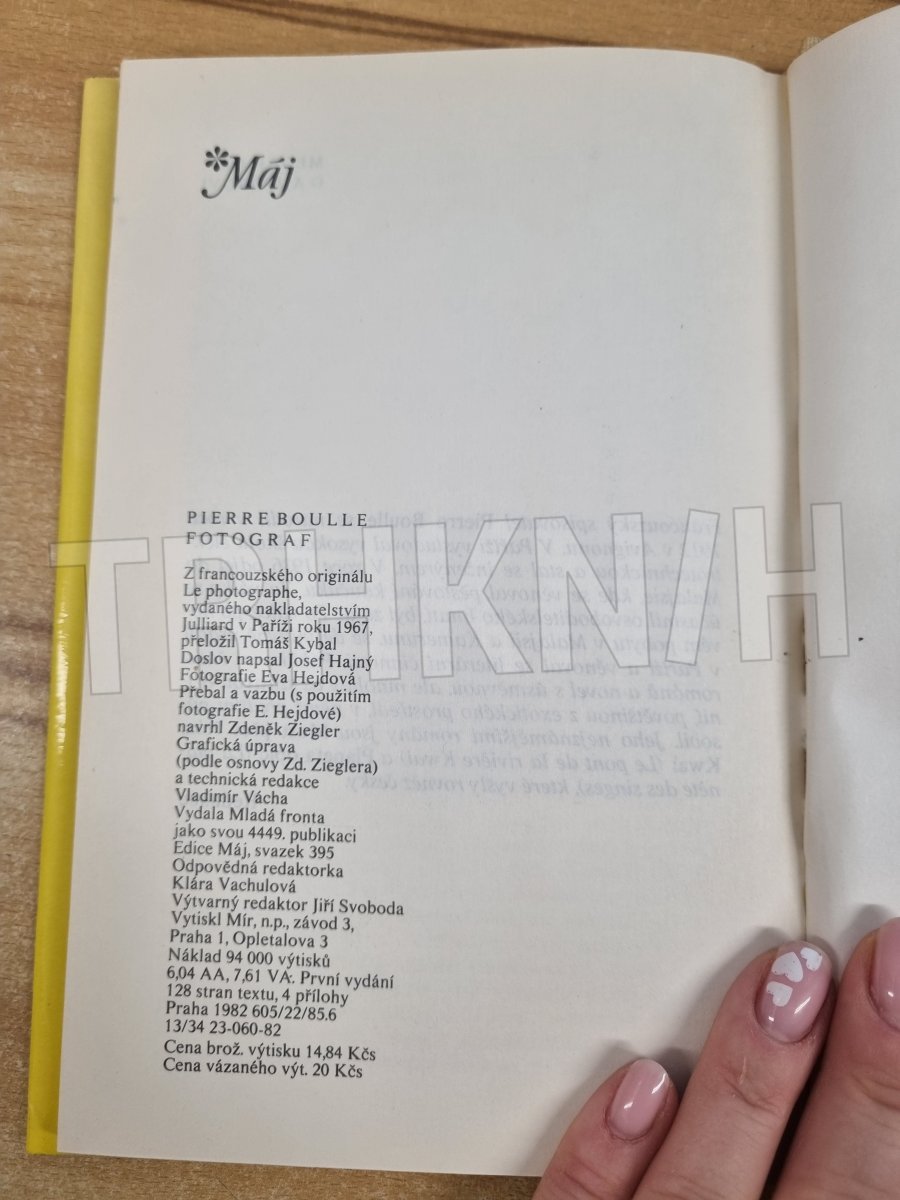 *Máj
PIERRE BOULLE
FOTOGRAF
Z francouzského originálu
Le photographe,
vydaného nakladatelstvím
Julliard v Paříži roku 1967,
přeložil Tomáš Kybal
Doslov napsal Josef Hajný
Fotografie Eva Hejdová
Přebal a vazbu (s použitím
fotografie E. Hejdové)
navrhl Zdeněk Ziegler
Grafická úprava
(podle osnovy Zd. Zieglera)
a technická redakce
Vladimír Vácha
Vydala Mladá fronta
jako svou 4449. publikaci
Edice Máj, svazek 395
Odpovědná redaktorka
Klára Vachulová
Výtvarný redaktor Jiří Svoboda
Vytiskl Mír, n.p., závod 3,
Praha 1, Opletalova 3
Náklad 94 000 výtisků
6,04 AA, 7,61 VA. První vydání
128 stran textu, 4 přílohy
Praha 1982 605/22/85.6
13/34 23-060-82
Cena brož. výtisku 14,84 Kčs
Cena vázaného výt. 20 Kčs